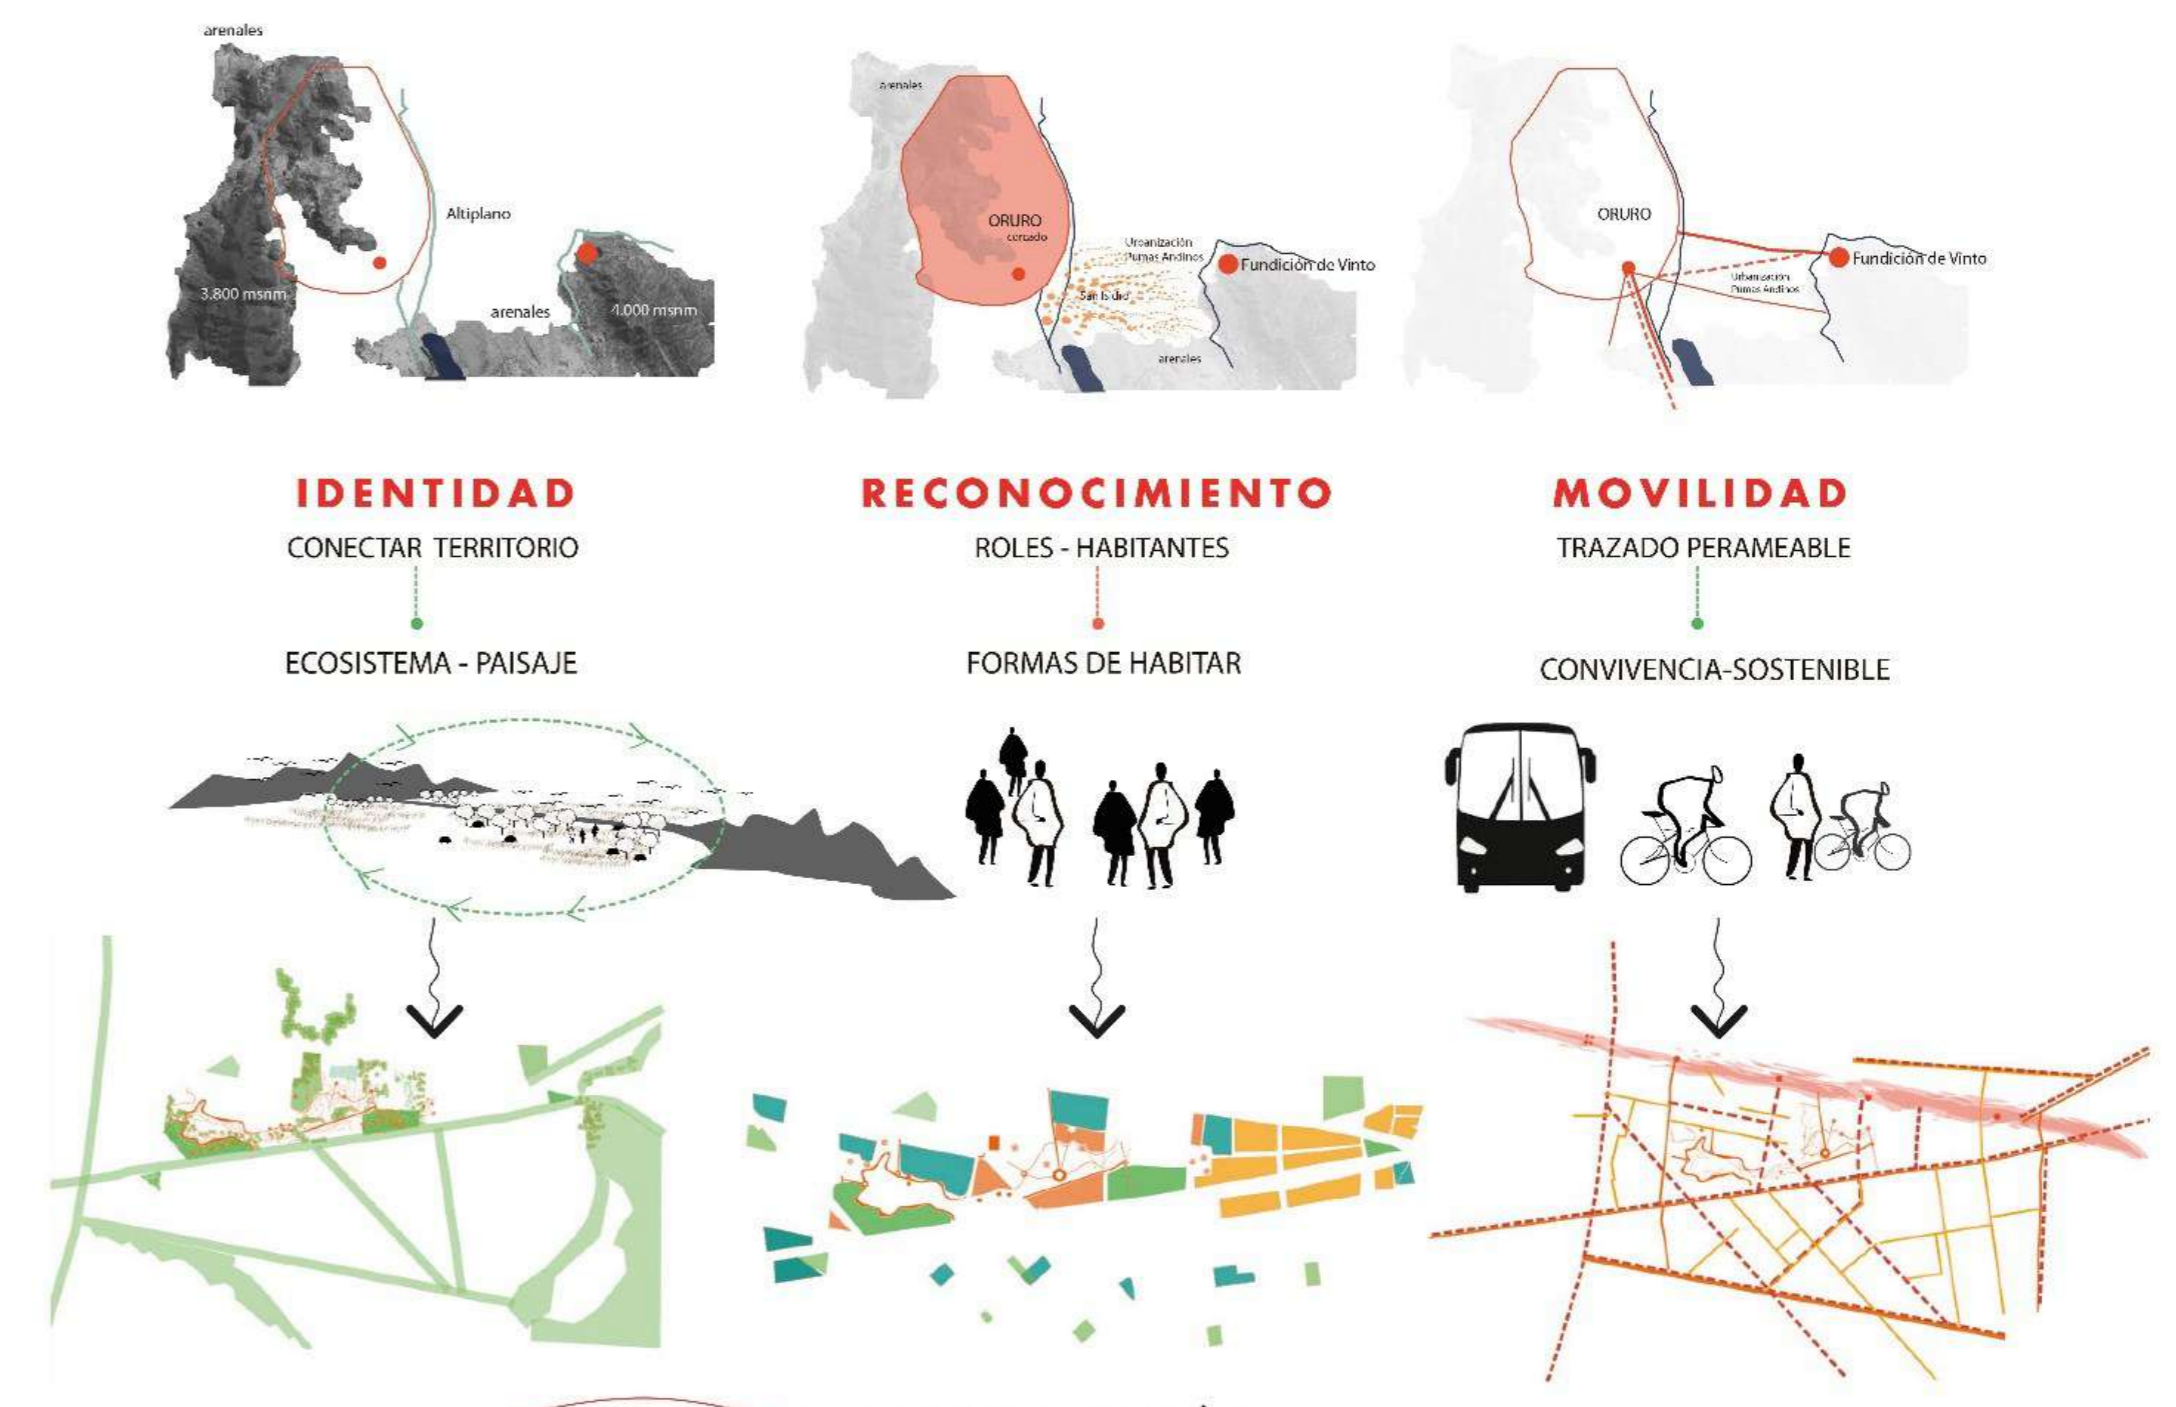 arenales
Altiplano
3.800 msnm
arenales
4.000 msnm
arenales
ORURO
cercado
Urbanización
Pumas Andinos
Fundición de Vinto
San Isidro
arenales
ORURO
Fundición de Vinto
Urbanización
Pumas Andinos
IDENTIDAD
CONECTAR TERRITORIO
ECOSISTEMA - PAISAJE
RECONOCIMIENTO
ROLES - HABITANTES
FORMAS DE HABITAR
MOVILIDAD
TRAZADO PERAMEABLE
CONVIVENCIA-SOSTENIBLE